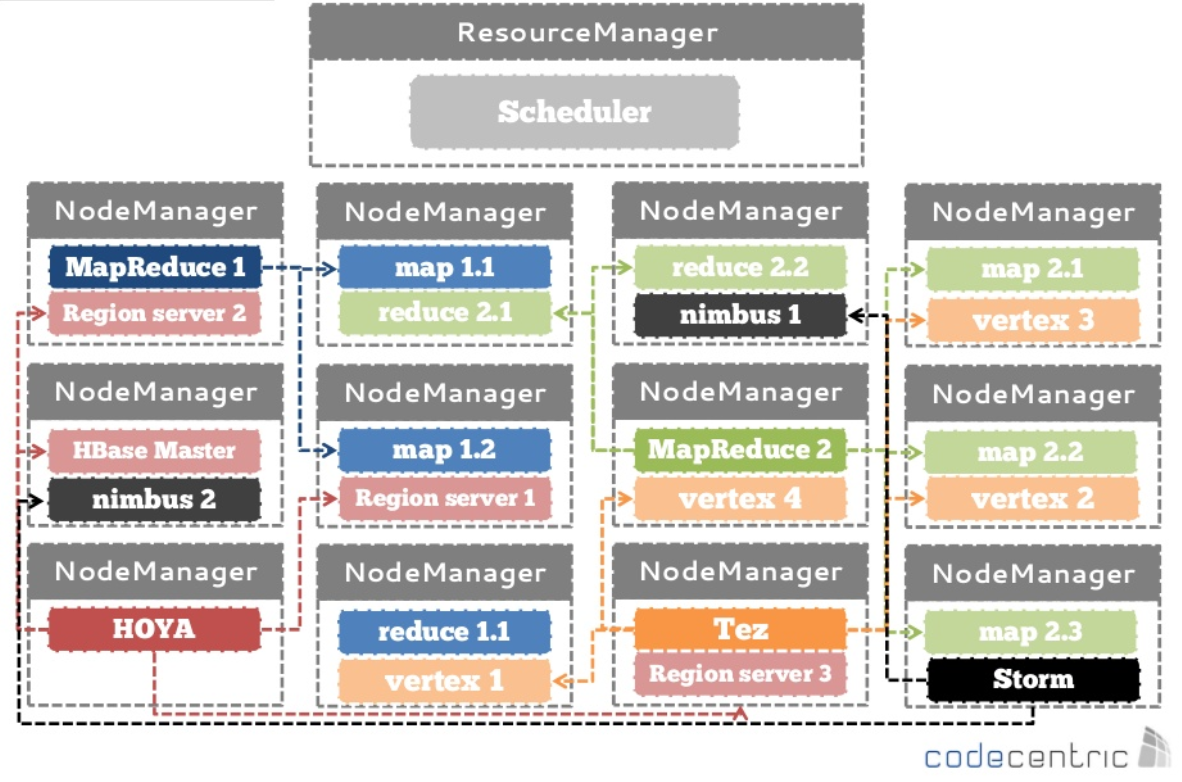 ResourceManager
Scheduler
NodeManager
MapReduce 1
Region server 2
NodeManager
map 1.1
reduce 2.1
NodeManager
reduce 2.2
nimbus 1
NodeManager
map 2.1
vertex 3
NodeManager
HBase Master
nimbus 2
NodeManager
map 1.2
Region server 1
NodeManager
MapReduce 2
vertex 4
NodeManager
map 2.2
vertex 2
NodeManager
HOYA
NodeManager
reduce 1.1
vertex 1
NodeManager
Tez
Region server 3
NodeManager
map 2.3
Storm
codecentric